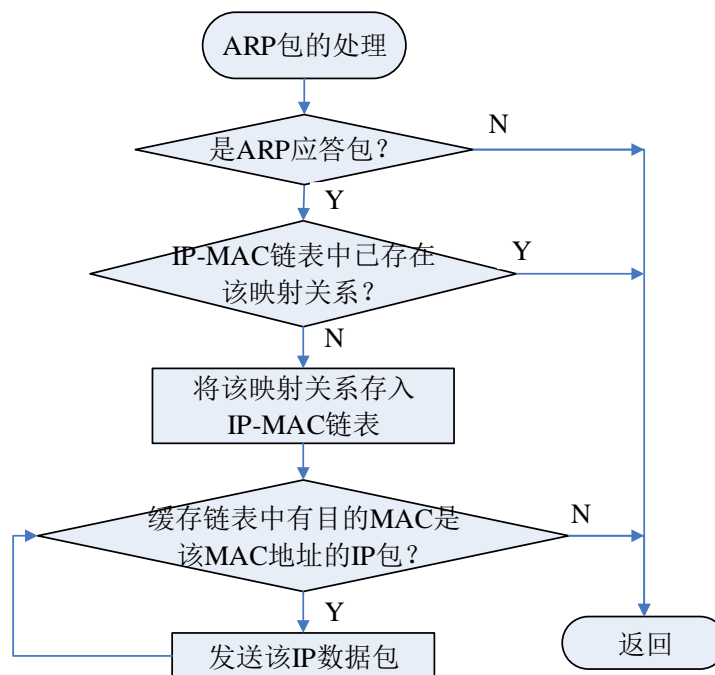 ARP包的处理
N
是ARP应答包？
Y
IP-MAC链表中已存在
该映射关系？
Y
N
将该映射关系存入
IP-MAC链表
缓存链表中有目的MAC是
该MAC地址的IP包？
N
Y
发送该IP数据包
返回